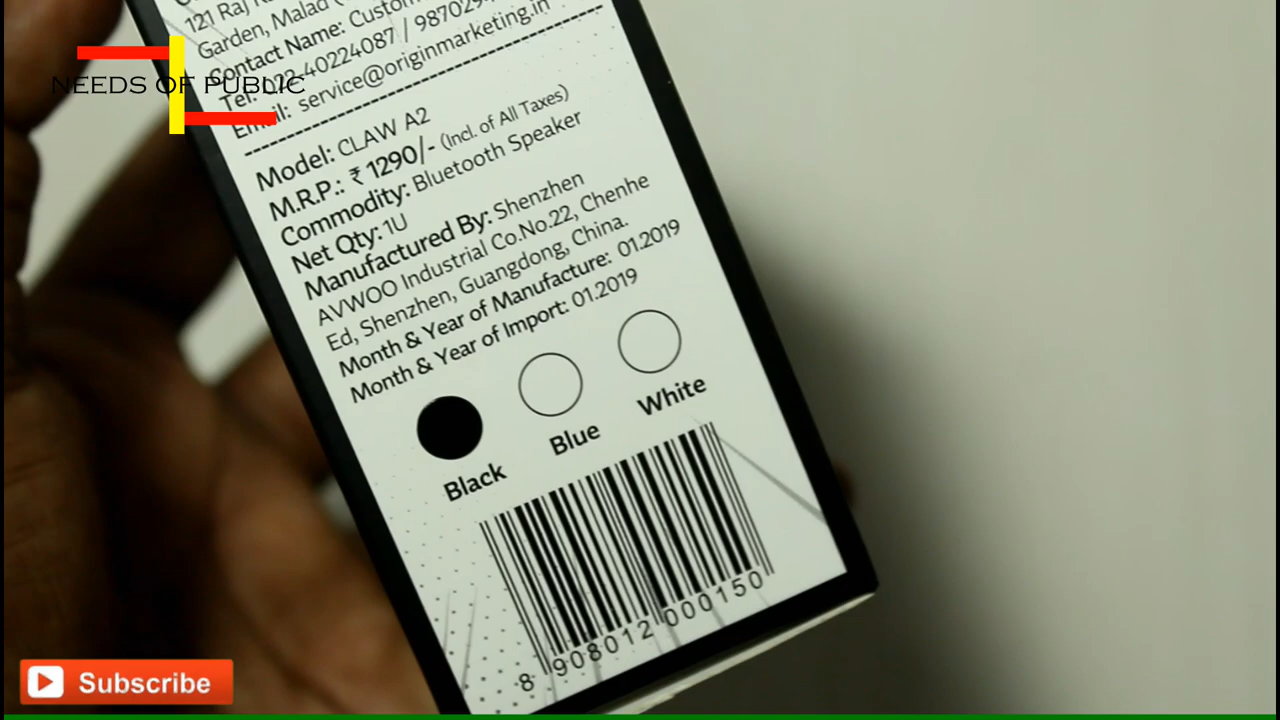 121 Raj
Garden, Malad
Contact Name:
Tel: 022-40224087 /
Email: service@originmarketing.in
NEEDS OF PUBLIC
Model: CLAW A2
M.R.P.: ₹ 1290/- (Incl. of All Taxes)
Commodity: Bluetooth Speaker
Net Qty: 1U
Manufactured By: Shenzhen
AVWOO Industrial Co.No.22, Chenhe
Ed, Shenzhen, Guangdong, China.
Month & Year of Manufacture: 01.2019
Month & Year of Import: 01.2019
Black Blue White
8 908012 000150
Subscribe